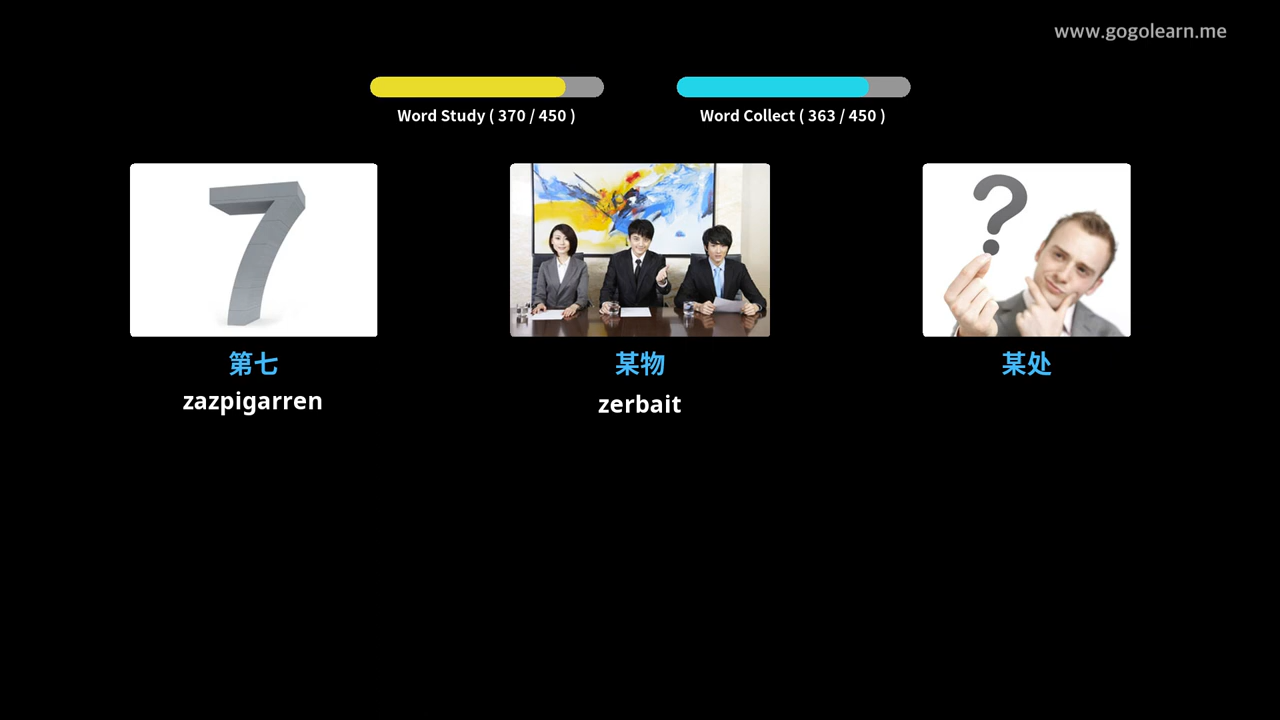 www.gogolearn.me
Word Study ( 370 / 450 )
Word Collect ( 363 / 450 )
7
?
第七
某物
某处
zazpigarren
zerbait